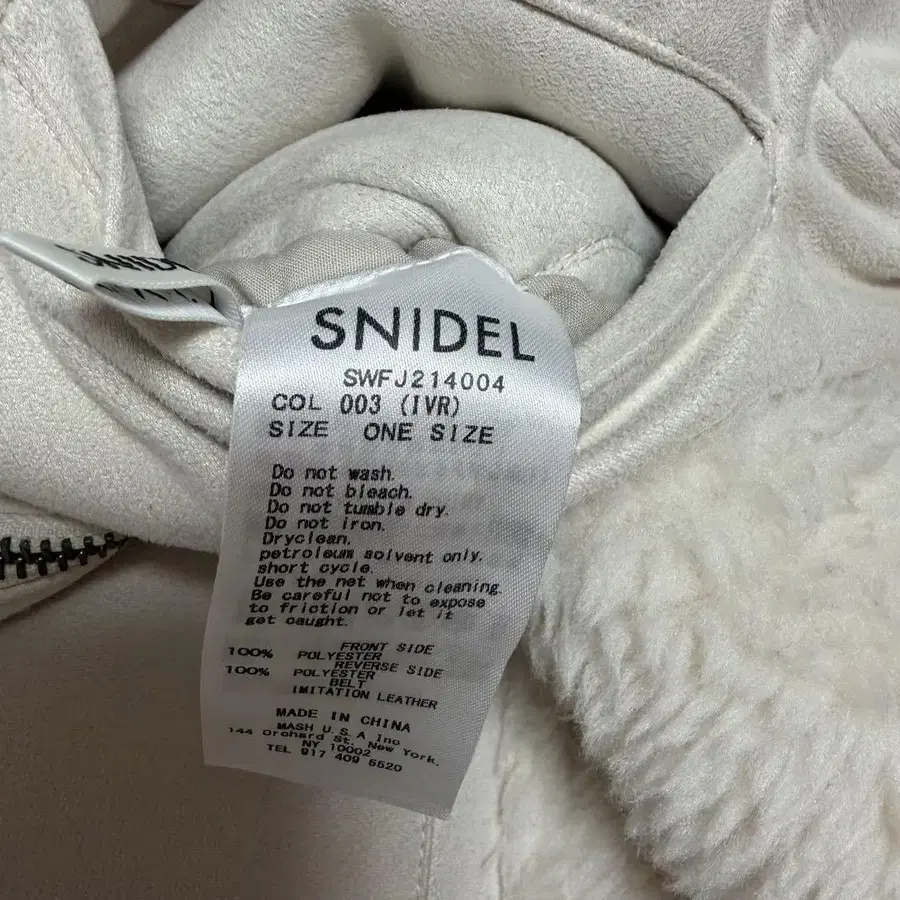 SNIDEL
SWFJ214004
COL 003 (IVR)
SIZE ONE SIZE
Do not wash.
Do not bleach.
Do not tumble dry.
Do not iron.
Dryclean.
petroleum solvent only.
short cycle.
Use the net when cleaning.
Be careful not to expose
to friction or let it
get caught.
FRONT SIDE
100% POLYESTER
REVERSE SIDE
100% POLYESTER
BELT
IMITATION LEATHER
MADE IN CHINA
MASH U.S.A Inc
144 Orchard St. New York.
NY 10002
TEL 917 409 5520